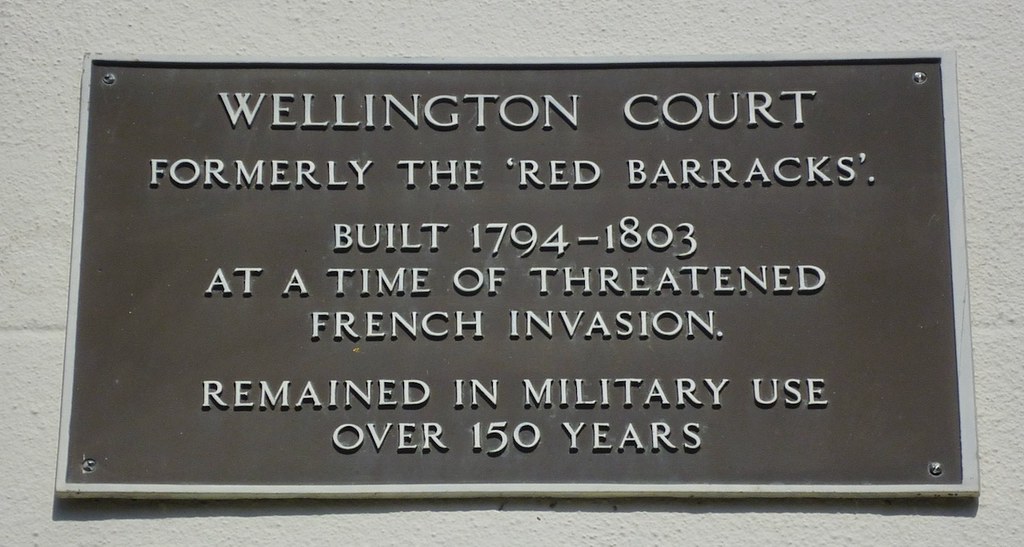 WELLINGTON COURT
FORMERLY THE ‘RED BARRACKS’.
BUILT 1794–1803
AT A TIME OF THREATENED
FRENCH INVASION.
REMAINED IN MILITARY USE
OVER 150 YEARS